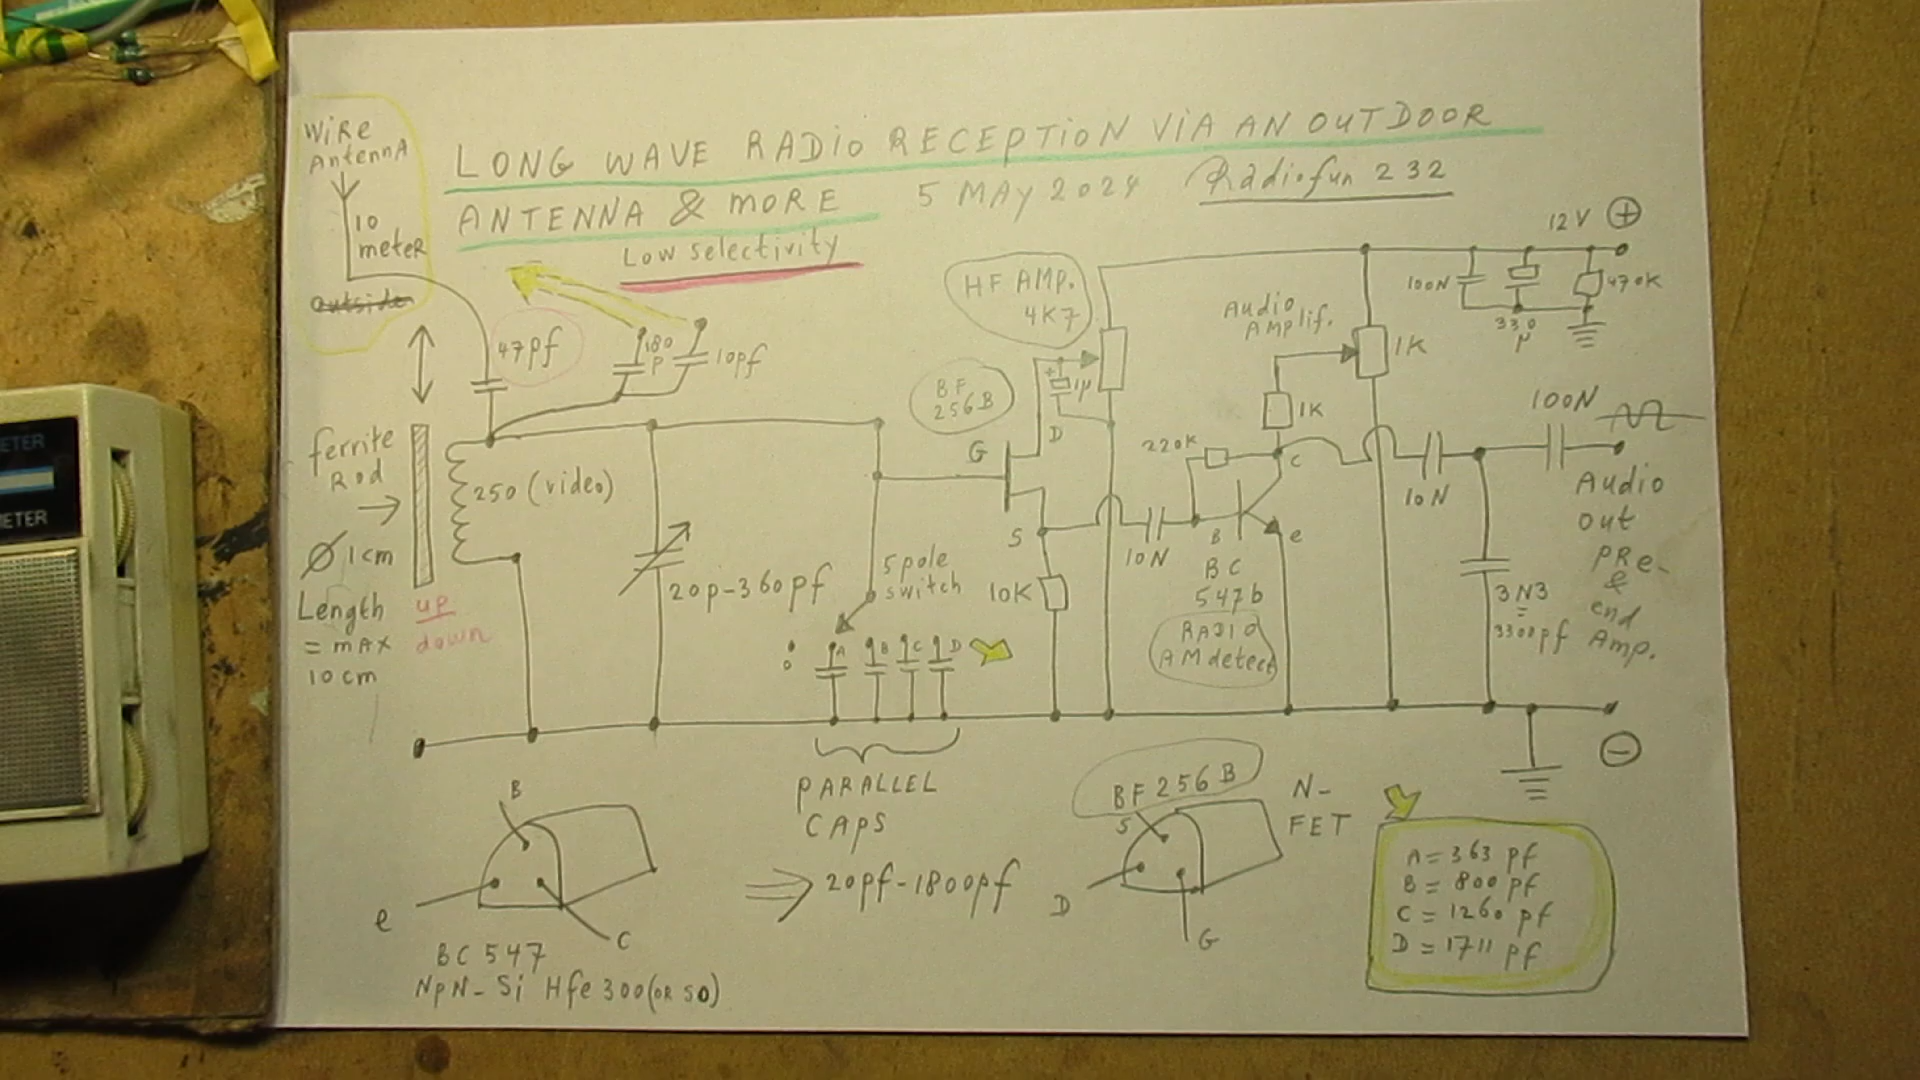 WiRe
AntennA
10
meteR
outside
LONG WAVE RADio RECEPTiON ViA AN OUTDOOR
ANTENNA & moRE 5 MAY 2024 Radiofun 232
Low selectivity
12V +
HF AMP.
4K7
Audio
AMPlif.
1K
100N
330
µ
470K
47pf
180
P
10pf
BF
256B
+
1µ
1K
100N
G
D
220K
C
10N
Audio
out
PRe-
&
end
Amp.
ferrite
Rod
250 (video)
S
10N
B
e
Ø 1cm
Length
= mAx
10cm
up
down
20p-360pf
5 pole
switch
10K
BC
547b
RADIO
AM detect
3N3
=
3300pf
A B C D
-
METER
METER
PARALLEL
CAPS
20pf-1800pf
B
e
C
BC 547
NpN- Si Hfe 300 (OR SO)
BF 256 B
S
D
G
N-
FET
A = 363 pf
B = 800 pf
C = 1260 pf
D = 1711 pf